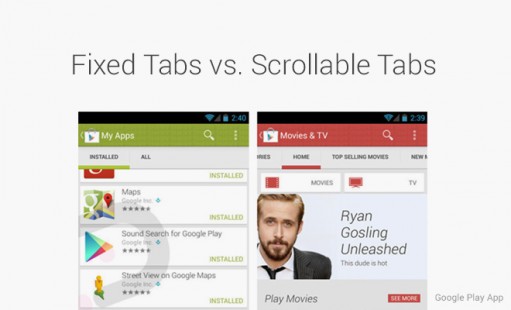 Fixed Tabs vs. Scrollable Tabs
2:40
My Apps
INSTALLED ALL
INSTALLED
Maps
Google Inc.
INSTALLED
Sound Search for Google Play
Google Inc.
INSTALLED
Street View on Google Maps
Google Inc.
INSTALLED
2:39
Movies & TV
ORIES HOME TOP SELLING MOVIES NEW M
MOVIES TV
Ryan
Gosling
Unleashed
This dude is hot
Play Movies SEE MORE
Google Play App